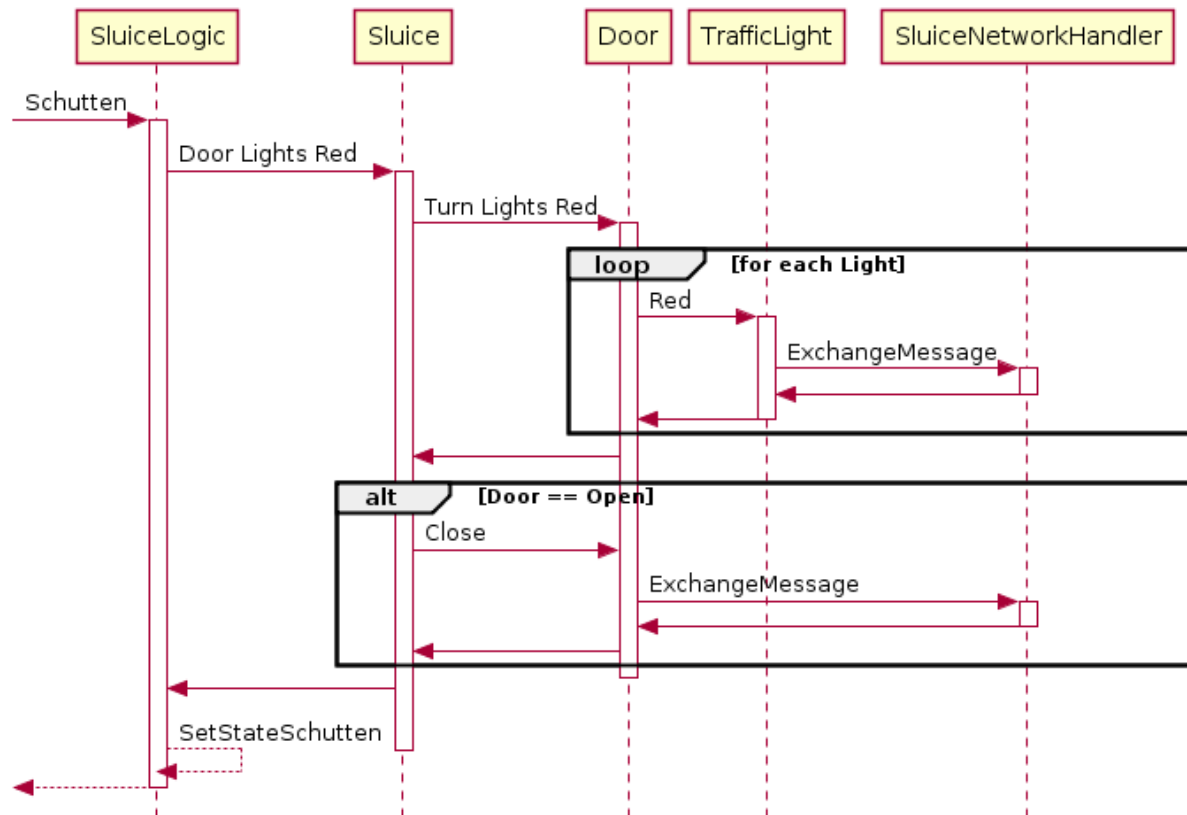 SluiceLogic
Sluice
Door
TrafficLight
SluiceNetworkHandler
Schutten
Door Lights Red
Turn Lights Red
loop
[for each Light]
Red
ExchangeMessage
alt
[Door == Open]
Close
ExchangeMessage
SetStateSchutten